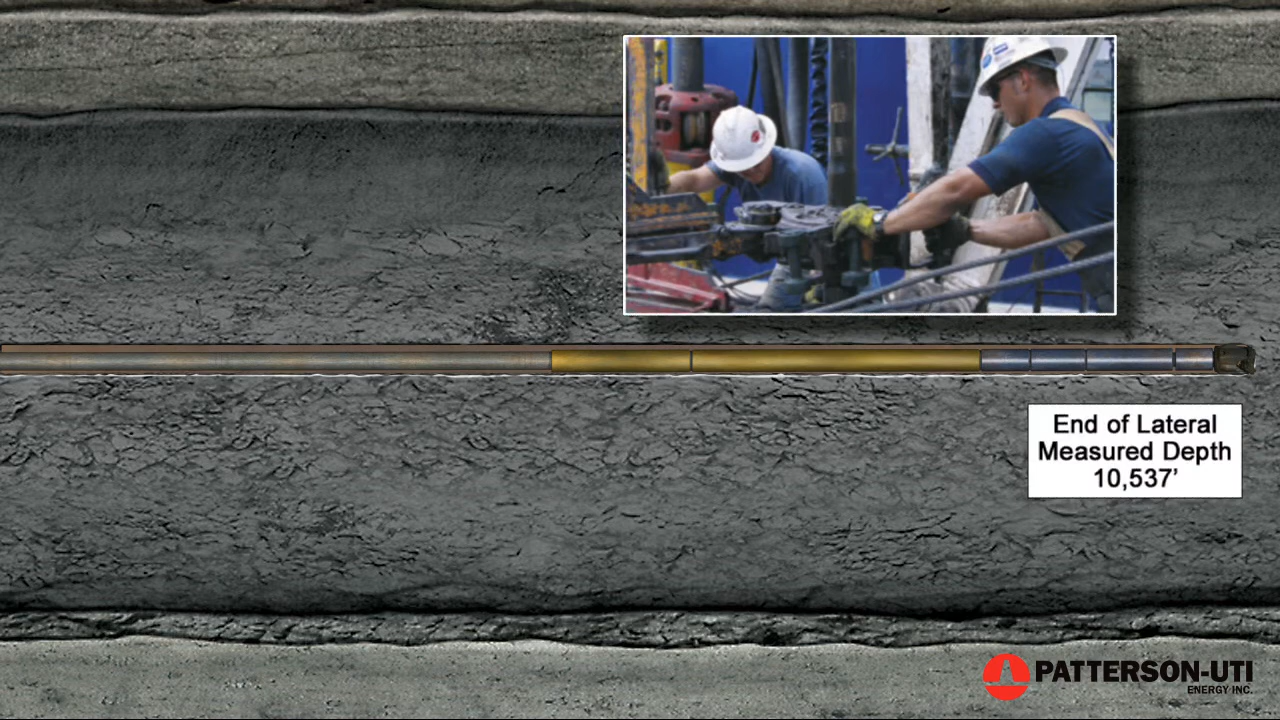 End of Lateral
Measured Depth
10,537’
PATTERSON-UTI
ENERGY INC.